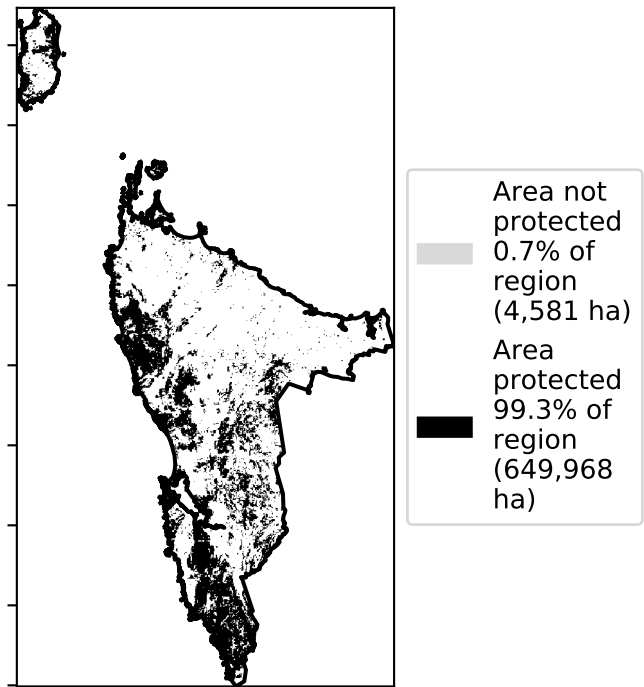 Area not
protected
0.7% of
region
(4,581 ha)
Area
protected
99.3% of
region
(649,968
ha)